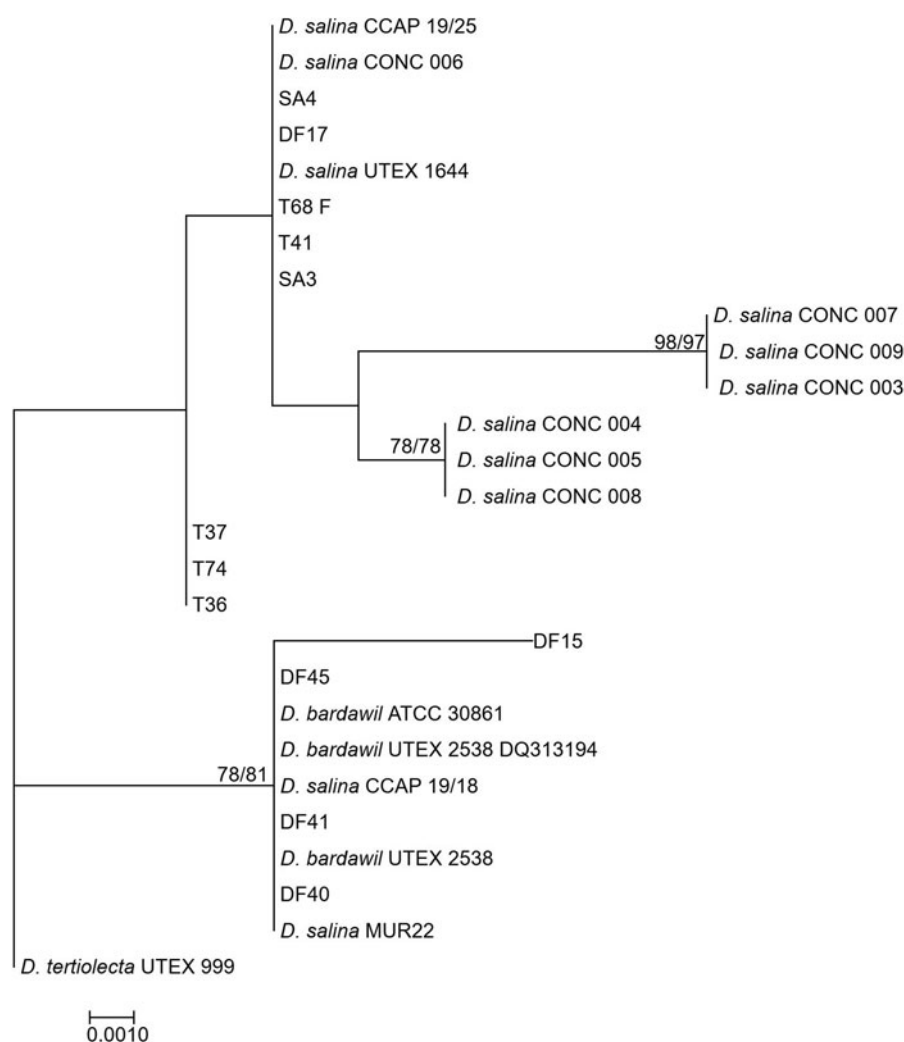 D. salina CCAP 19/25
D. salina CONC 006
SA4
DF17
D. salina UTEX 1644
T68 F
T41
SA3
D. salina CONC 007
98/97
D. salina CONC 009
D. salina CONC 003
D. salina CONC 004
78/78
D. salina CONC 005
D. salina CONC 008
T37
T74
T36
DF15
DF45
D. bardawil ATCC 30861
D. bardawil UTEX 2538 DQ313194
78/81
D. salina CCAP 19/18
DF41
D. bardawil UTEX 2538
DF40
D. salina MUR22
D. tertiolecta UTEX 999
0.0010